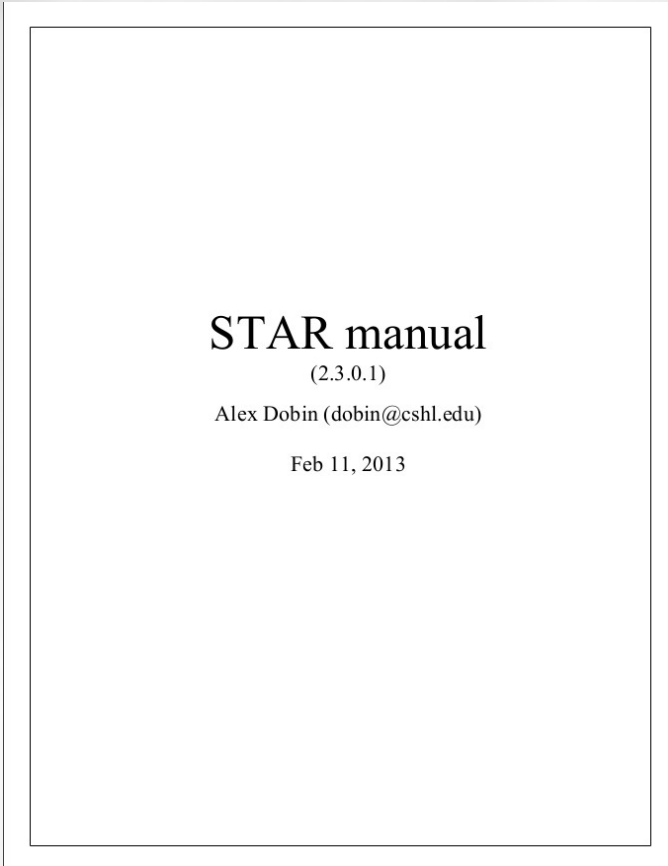 STAR manual
(2.3.0.1)
Alex Dobin (dobin@cshl.edu)
Feb 11, 2013